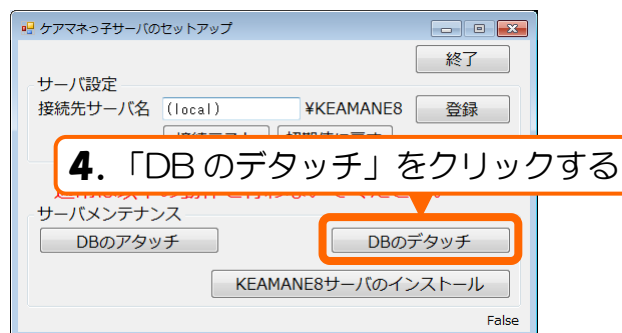 ケアマネっ子サーバのセットアップ
終了
サーバ設定
接続先サーバ名 (local) ¥KEAMANE8 登録
4. 「DBのデタッチ」をクリックする
サーバメンテナンス
DBのアタッチ DBのデタッチ
KEAMANE8サーバのインストール
False